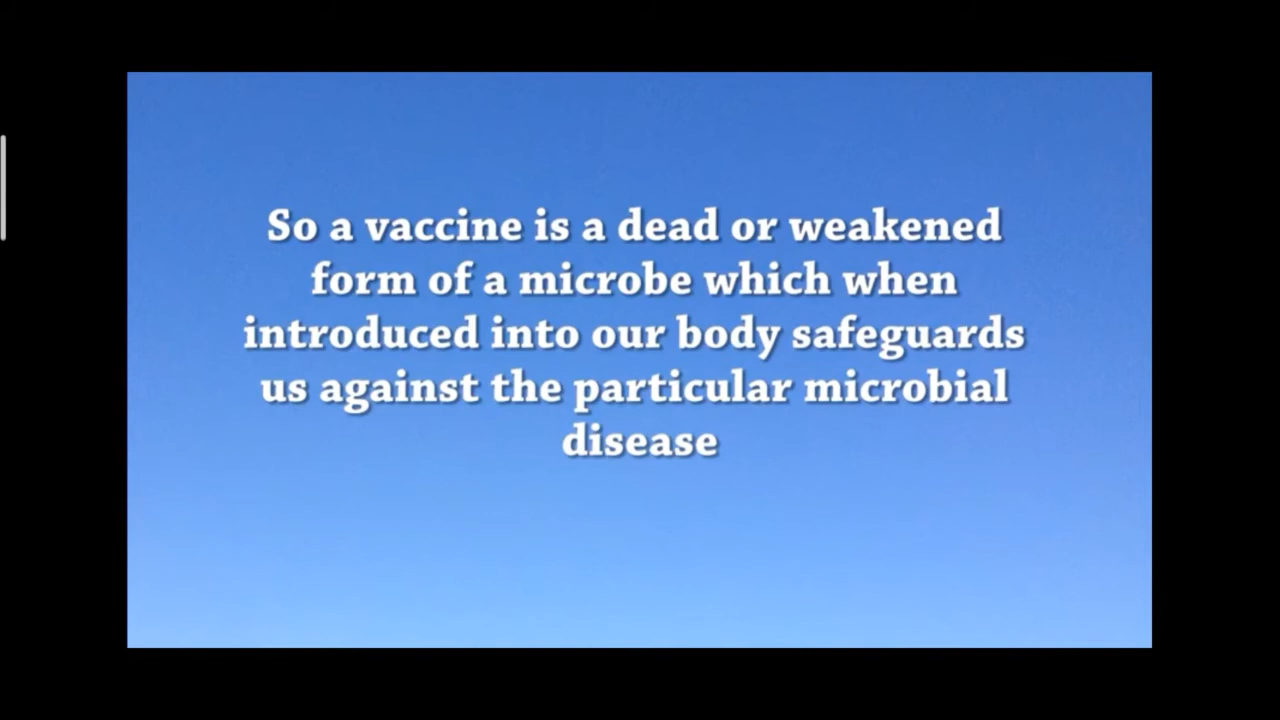 So a vaccine is a dead or weakened
form of a microbe which when
introduced into our body safeguards
us against the particular microbial
disease